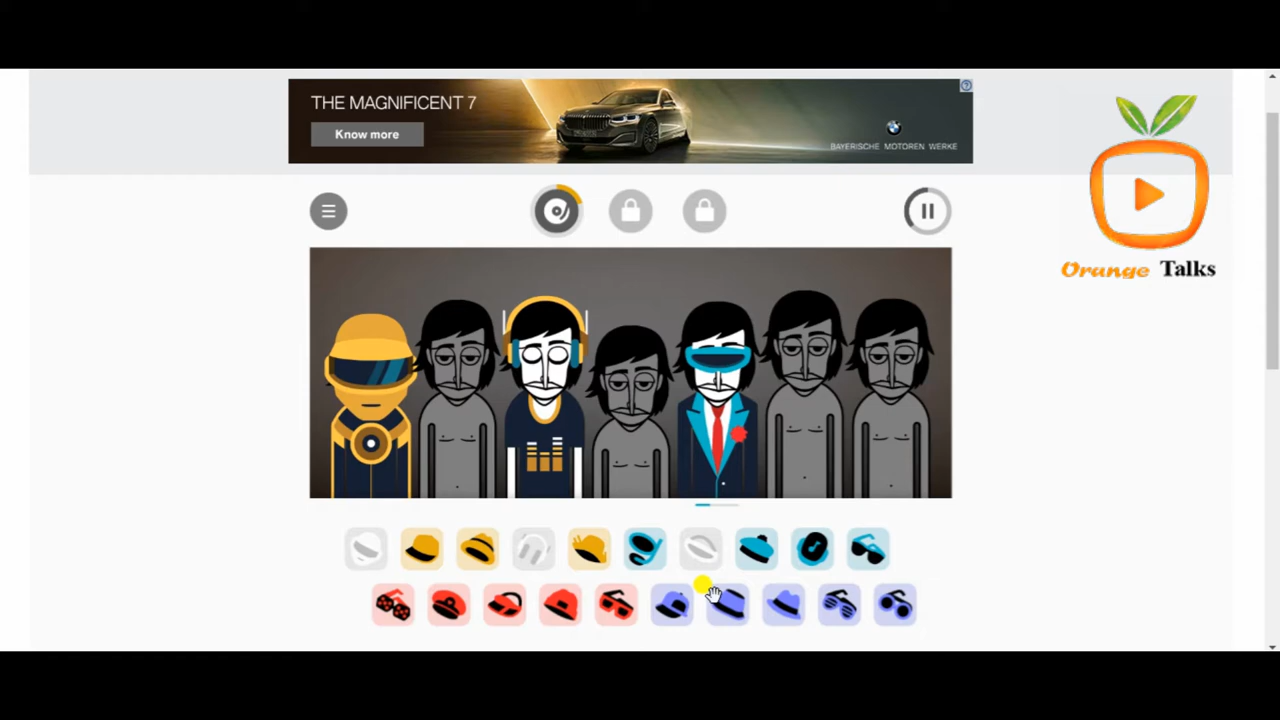 THE MAGNIFICENT 7
Know more
BAYERISCHE MOTOREN WERKE
Orange Talks